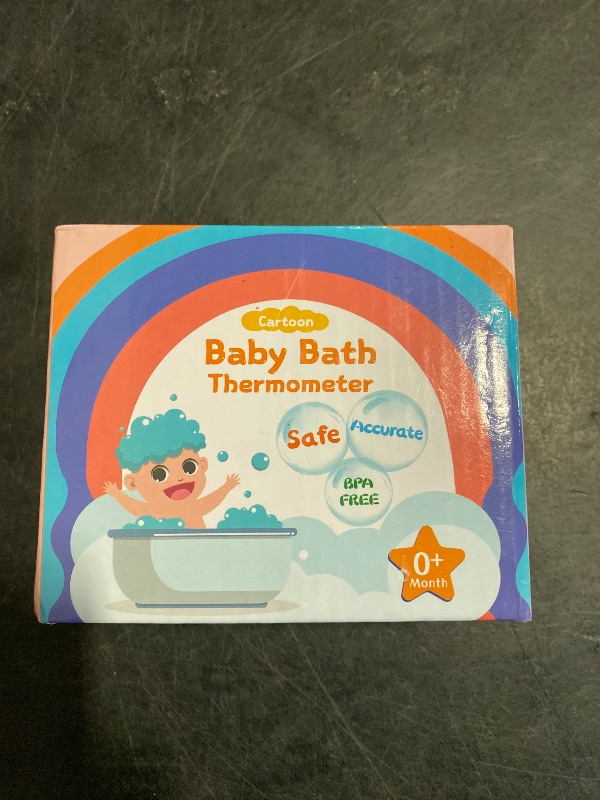 Cartoon
Baby Bath
Thermometer
Safe
Accurate
BPA
FREE
0+
Month